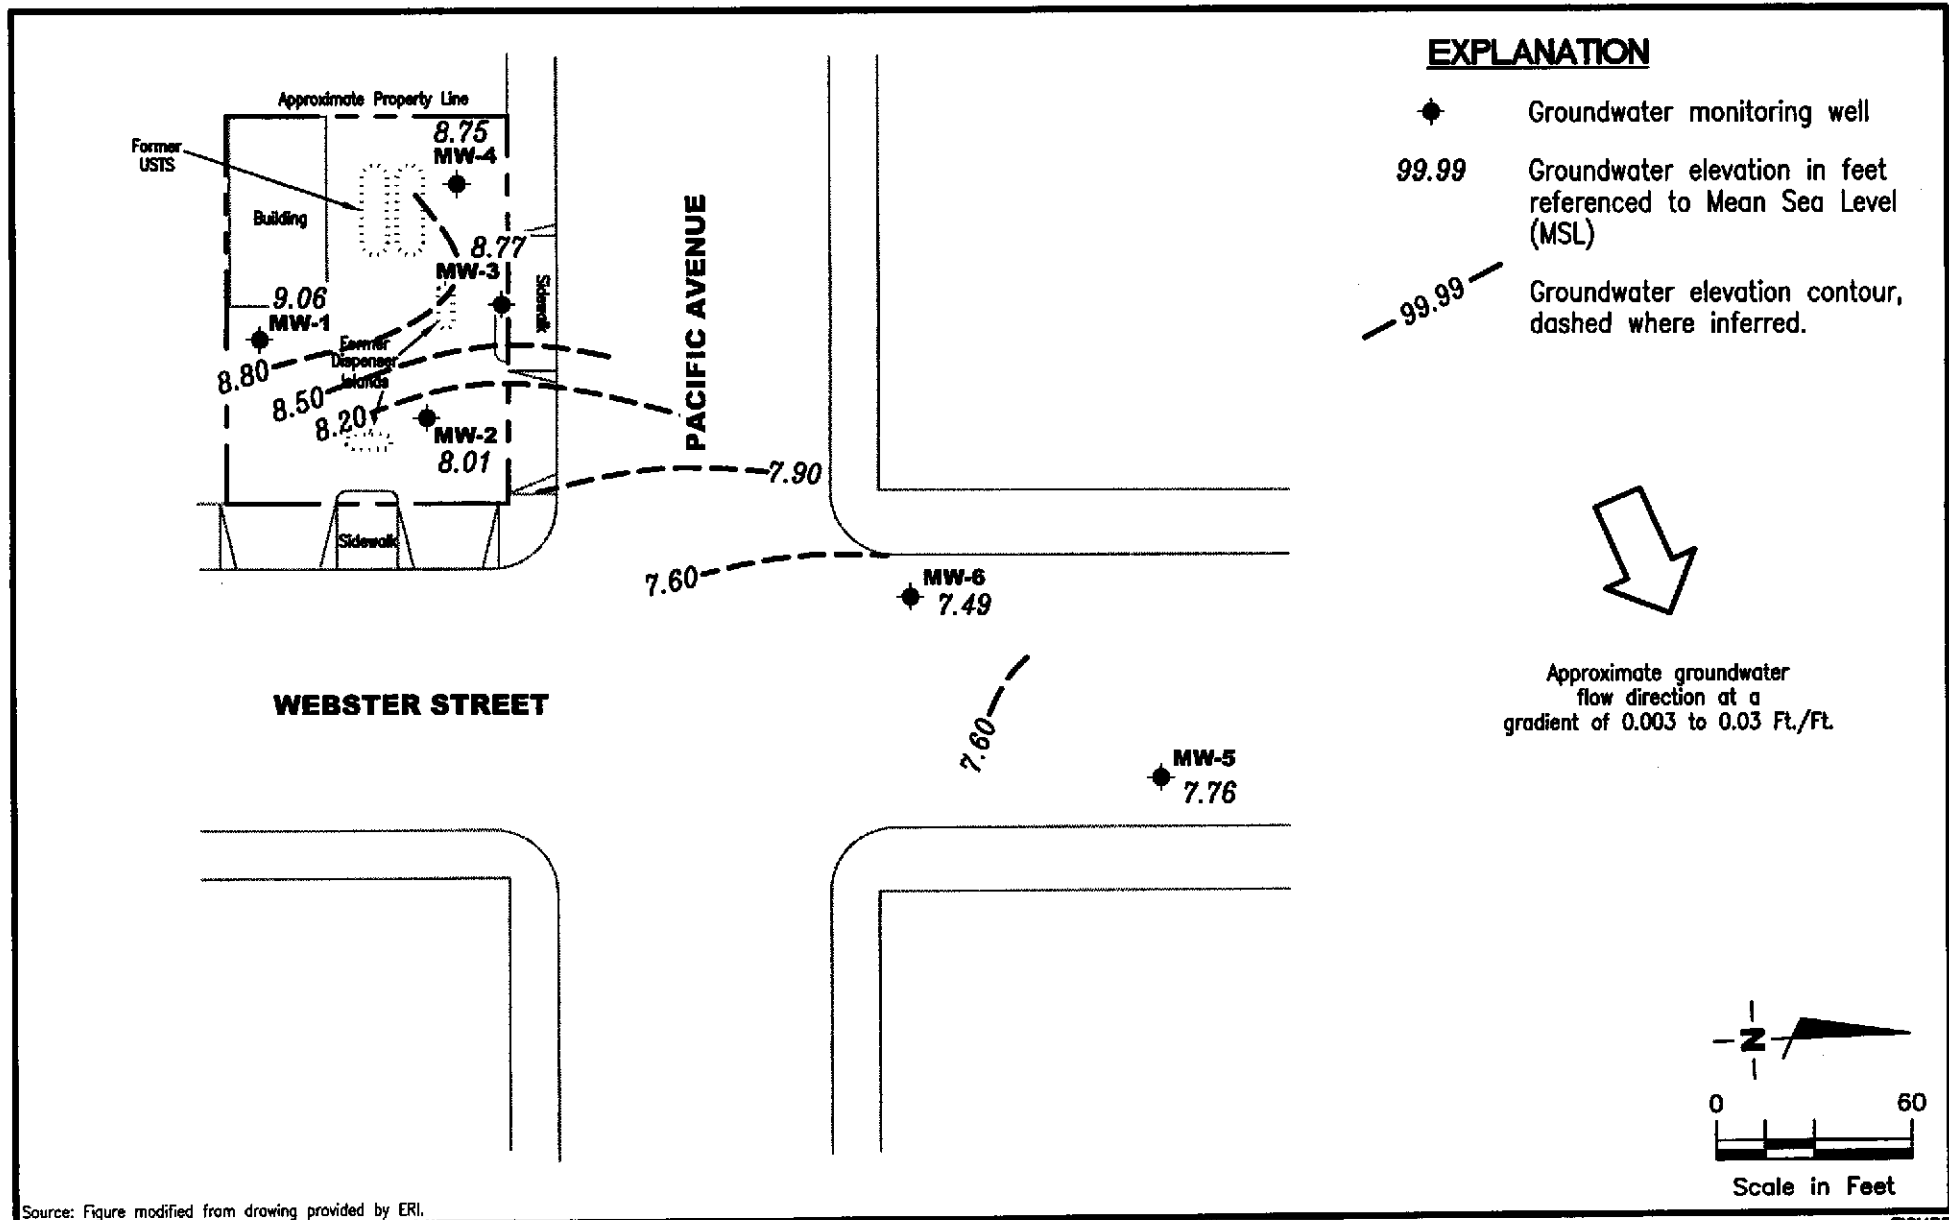 EXPLANATION
Groundwater monitoring well
99.99
Groundwater elevation in feet
referenced to Mean Sea Level
(MSL)
99.99
Groundwater elevation contour,
dashed where inferred.
Approximate Property Line
Former
USTS
8.75
MW-4
Building
8.77
MW-3
Sidewalk
9.06
MW-1
Former
Dispenser
Islands
8.80
8.50
8.20
MW-2
8.01
PACIFIC AVENUE
7.90
Sidewalk
7.60
MW-6
7.49
WEBSTER STREET
7.60
MW-5
7.76
Approximate groundwater
flow direction at a
gradient of 0.003 to 0.03 Ft./Ft.
N
0 60
Scale in Feet
Source: Figure modified from drawing provided by ERI.